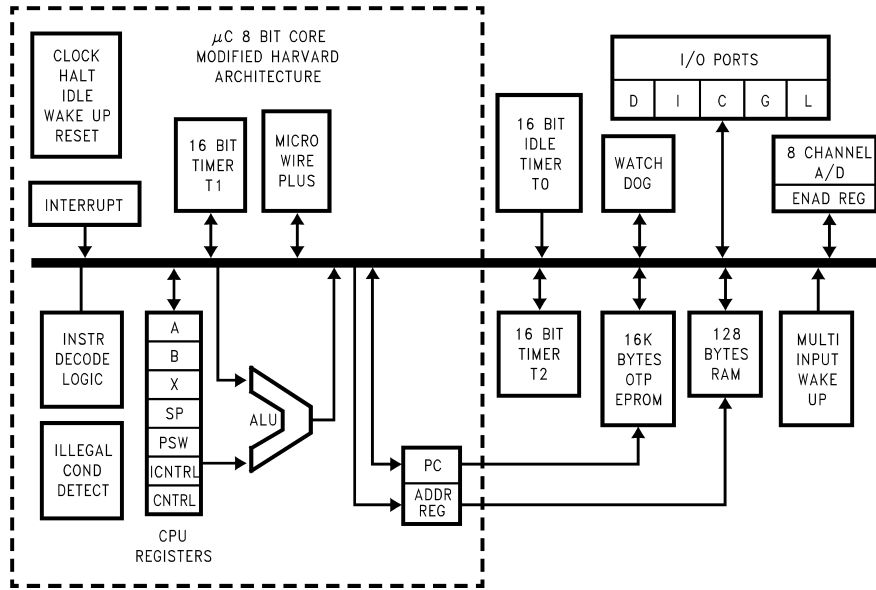 CLOCK
HALT
IDLE
WAKE UP
RESET
μC 8 BIT CORE
MODIFIED HARVARD
ARCHITECTURE
I/O PORTS
D I C G L
16 BIT
TIMER
T1
MICRO
WIRE
PLUS
16 BIT
IDLE
TIMER
T0
WATCH
DOG
8 CHANNEL
A/D
ENAD REG
INTERRUPT
INSTR
DECODE
LOGIC
A
B
X
SP
PSW
ICNTRL
CNTRL
CPU
REGISTERS
ALU
16 BIT
TIMER
T2
16K
BYTES
OTP
EPROM
128
BYTES
RAM
MULTI
INPUT
WAKE
UP
ILLEGAL
COND
DETECT
PC
ADDR
REG